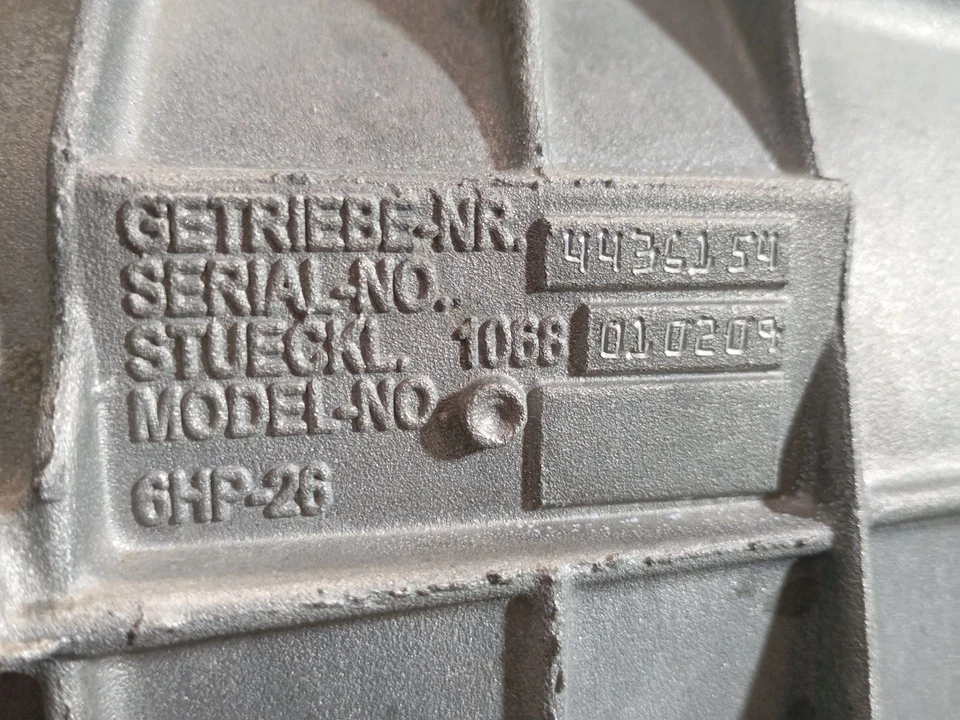 GETRIEBE-NR. 4436154
SERIAL-NO.
STUECKL. 1068 010209
MODEL-NO.
6HP-26